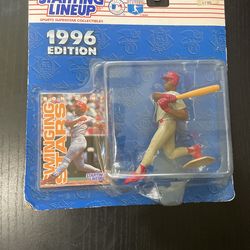 STARTING
LINEUP
SPORTS SUPERSTAR COLLECTIBLES
1996
EDITION
SWINGING
STARS